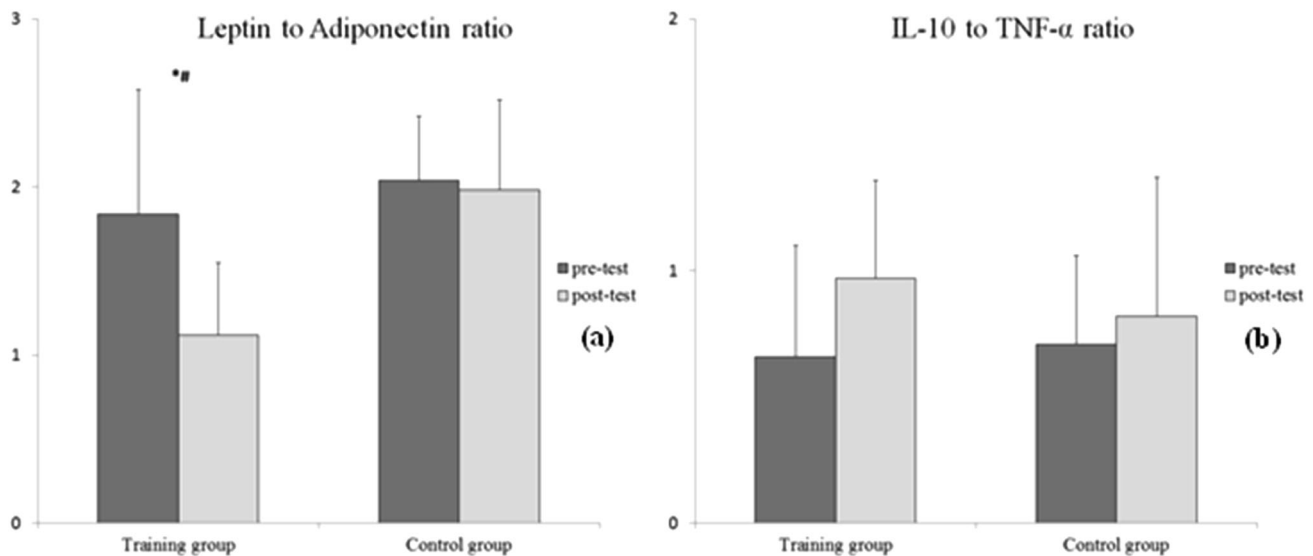 Leptin to Adiponectin ratio
3
*#
2
1
0
pre-test
post-test
(a)
Training group
Control group
IL-10 to TNF-α ratio
2
1
0
pre-test
post-test
(b)
Training group
Control group